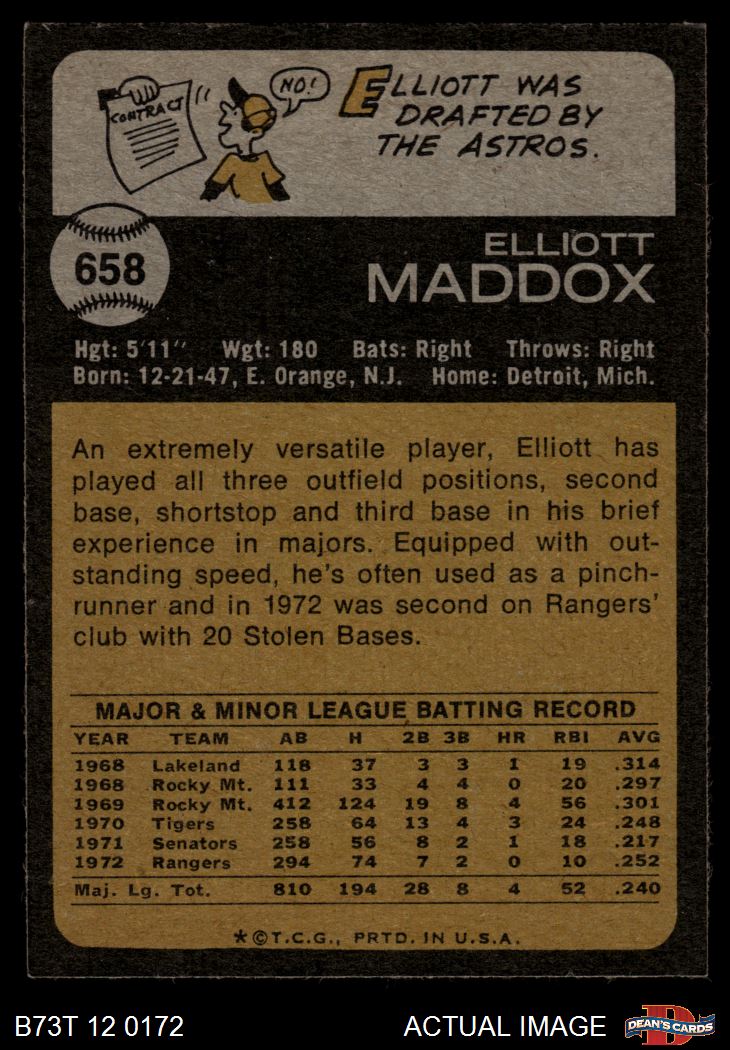 CONTRACT
NO!
ELLIOTT WAS
DRAFTED BY
THE ASTROS.
658
ELLIOTT
MADDOX
Hgt: 5'11" Wgt: 180 Bats: Right Throws: Right
Born: 12-21-47, E. Orange, N.J. Home: Detroit, Mich.
An extremely versatile player, Elliott has
played all three outfield positions, second
base, shortstop and third base in his brief
experience in majors. Equipped with out-
standing speed, he's often used as a pinch-
runner and in 1972 was second on Rangers'
club with 20 Stolen Bases.
MAJOR & MINOR LEAGUE BATTING RECORD
YEAR TEAM AB H 2B 3B HR RBI AVG
1968 Lakeland 118 37 3 3 1 19 .314
1968 Rocky Mt. 111 33 4 4 0 20 .297
1969 Rocky Mt. 412 124 19 8 4 56 .301
1970 Tigers 258 64 13 4 3 24 .248
1971 Senators 258 56 8 2 1 18 .217
1972 Rangers 294 74 7 2 0 10 .252
Maj. Lg. Tot. 810 194 28 8 4 52 .240
*©T.C.G., PRTD. IN U.S.A.
B73T 12 0172 ACTUAL IMAGE D DEAN'S CARDS